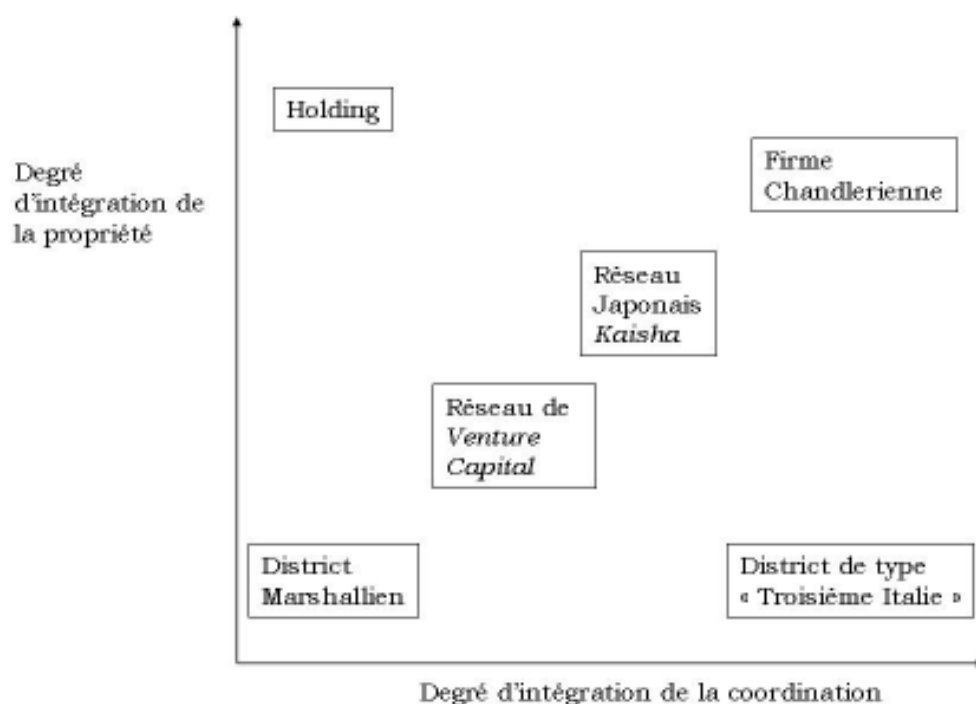 Holding
Degré
d'intégration de
la propriété
Firme
Chandlerienne
Réseau
Japonais
Kaisha
Réseau de
Venture
Capital
District
Marshallien
District de type
« Troisième Italie »
Degré d'intégration de la coordination